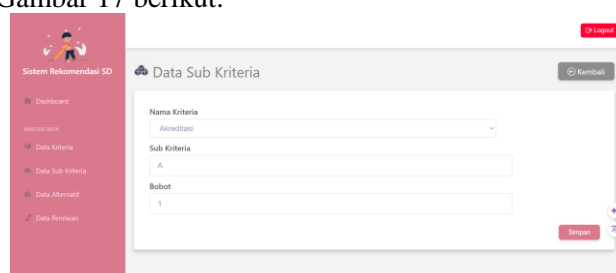 Gambar 17 berikut.
Logout
Sistem Rekomendasi SD
Data Sub Kriteria
Kembali
Dashboard
MASTER DATA
Data Kriteria
Data Sub Kriteria
Data Alternatif
Data Penilaian
Nama Kriteria
Akreditasi
Sub Kriteria
A
Bobot
1
Simpan